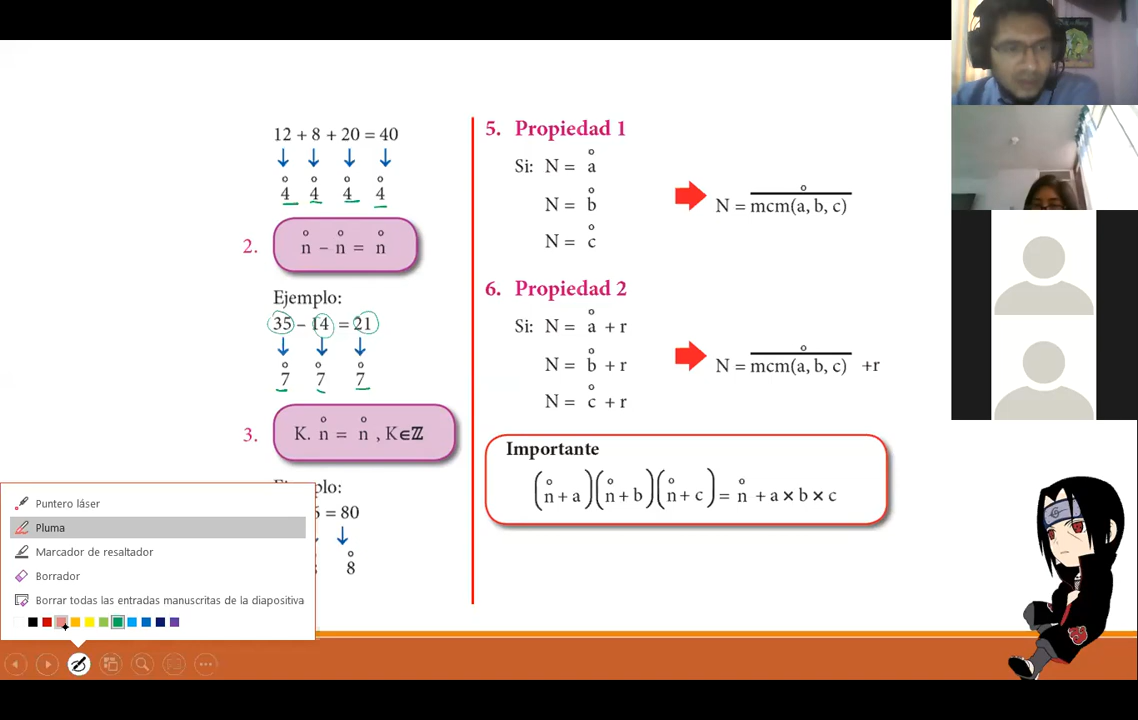 12 + 8 + 20 = 40
o o o o
4 4 4 4
2.
o o o
n – n = n
Ejemplo:
35 – 14 = 21
o o o
7 7 7
3.
o o
K. n = n , K∈ℤ
plo:
= 80
o
8
5. Propiedad 1
o
Si: N = a
o
N = b
o
N = c
o
N = mcm(a, b, c)
6. Propiedad 2
o
Si: N = a + r
o
N = b + r
o
N = c + r
o
N = mcm(a, b, c) +r
Importante
o o o o
(n + a)(n + b)(n + c) = n + a × b × c
Puntero láser
Pluma
Marcador de resaltador
Borrador
Borrar todas las entradas manuscritas de la diapositiva